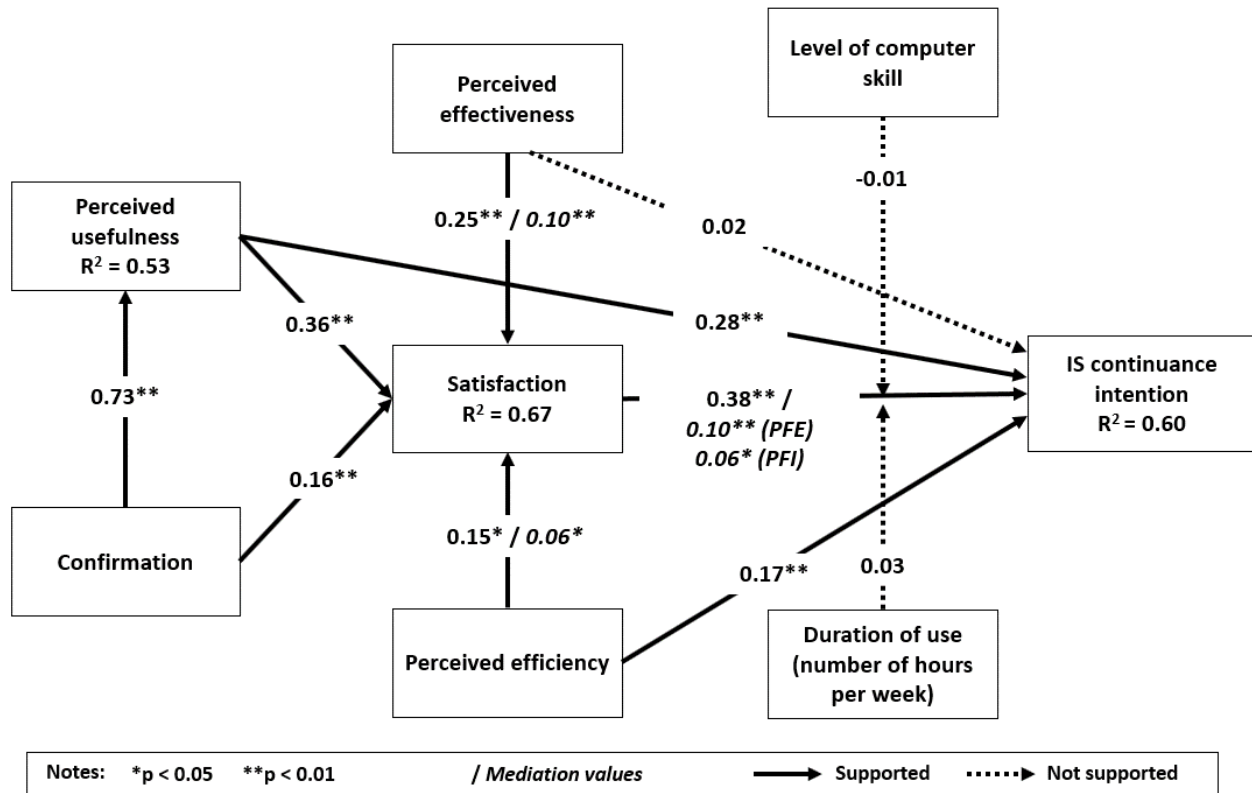 Level of computer
skill
Perceived
effectiveness
-0.01
Perceived
usefulness
R² = 0.53
0.25** / 0.10**
0.02
0.36**
0.28**
Satisfaction
R² = 0.67
IS continuance
intention
R² = 0.60
0.73**
0.38** /
0.10** (PFE)
0.06* (PFI)
0.16**
Confirmation
0.15* / 0.06*
0.17**
0.03
Perceived efficiency
Duration of use
(number of hours
per week)
Notes: *p < 0.05 **p < 0.01 / Mediation values Supported Not supported